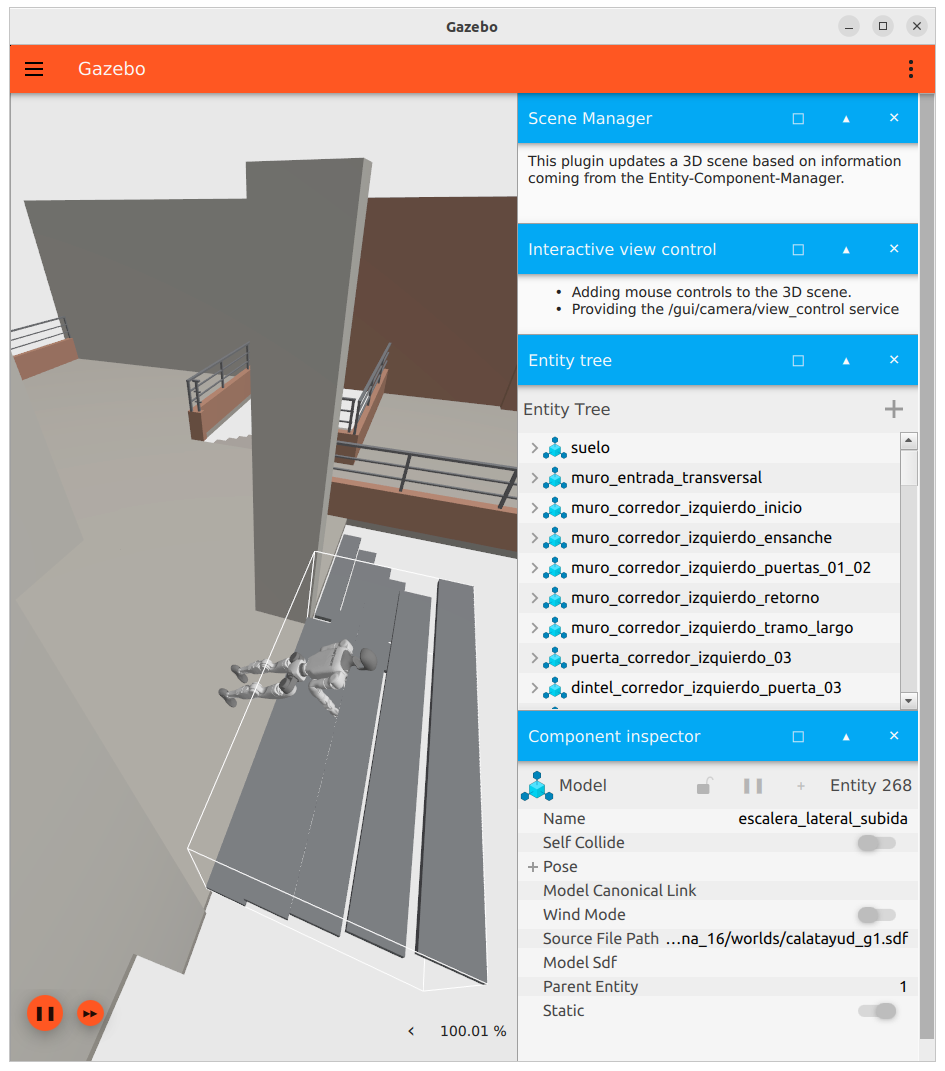 Gazebo
Gazebo
Scene Manager
This plugin updates a 3D scene based on information
coming from the Entity-Component-Manager.
Interactive view control
• Adding mouse controls to the 3D scene.
• Providing the /gui/camera/view_control service
Entity tree
Entity Tree
suelo
muro_entrada_transversal
muro_corredor_izquierdo_inicio
muro_corredor_izquierdo_ensanche
muro_corredor_izquierdo_puertas_01_02
muro_corredor_izquierdo_retorno
muro_corredor_izquierdo_tramo_largo
puerta_corredor_izquierdo_03
dintel_corredor_izquierdo_puerta_03
Component inspector
Model + Entity 268
Name escalera_lateral_subida
Self Collide
+ Pose
Model Canonical Link
Wind Mode
Source File Path ...na_16/worlds/calatayud_g1.sdf
Model Sdf
Parent Entity 1
Static
< 100.01 %